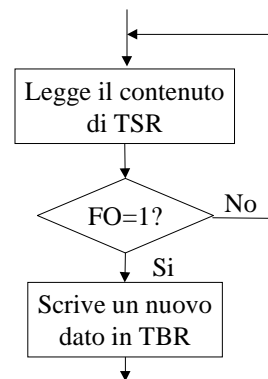 Legge il contenuto
di TSR
FO=1?
No
Si
Scrive un nuovo
dato in TBR